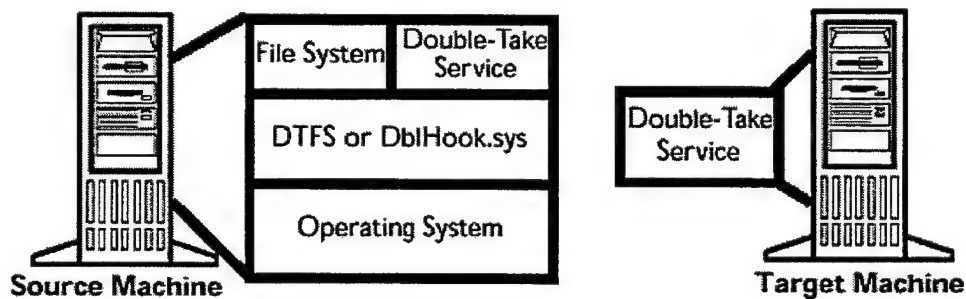 File System
Double-Take
Service
DTFS or DblHook.sys
Operating System
Source Machine
Double-Take
Service
Target Machine